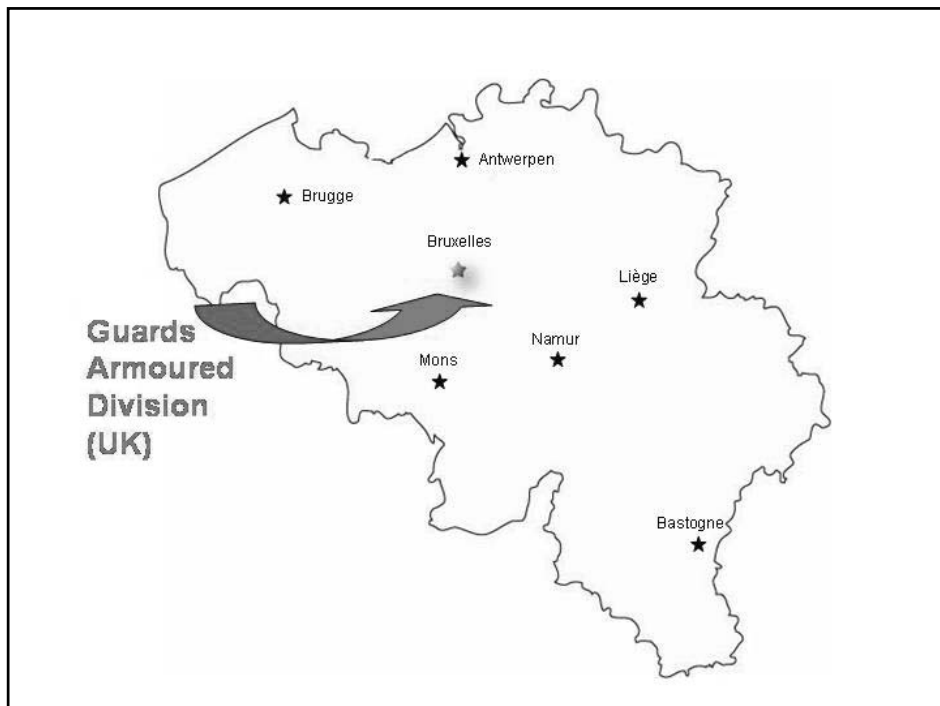 Antwerpen
Brugge
Bruxelles
Liège
Guards
Armoured
Division
(UK)
Namur
Mons
Bastogne